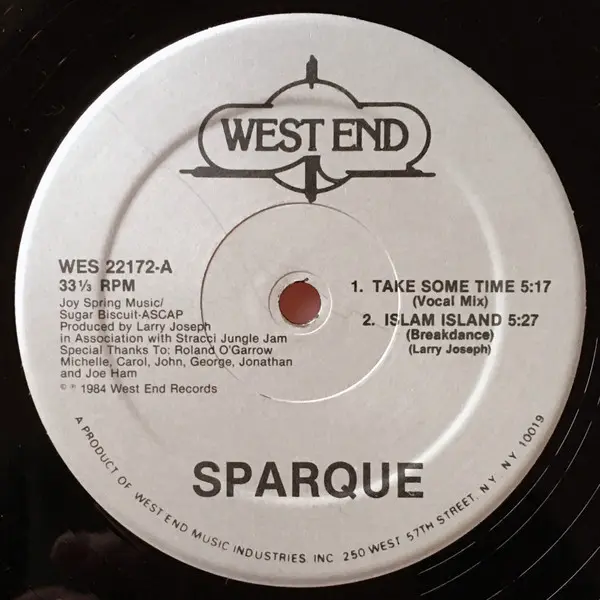 WEST END
WES 22172-A
33⅓ RPM
Joy Spring Music/
Sugar Biscuit-ASCAP
Produced by Larry Joseph
in Association with Stracci Jungle Jam
Special Thanks To: Roland O'Garrow
Michelle, Carol, John, George, Jonathan
and Joe Ham
© ℗ 1984 West End Records
1. TAKE SOME TIME 5:17
(Vocal Mix)
2. ISLAM ISLAND 5:27
(Breakdance)
(Larry Joseph)
SPARQUE
A PRODUCT OF WEST END MUSIC INDUSTRIES INC 250 WEST 57TH STREET. N.Y. NY 10019